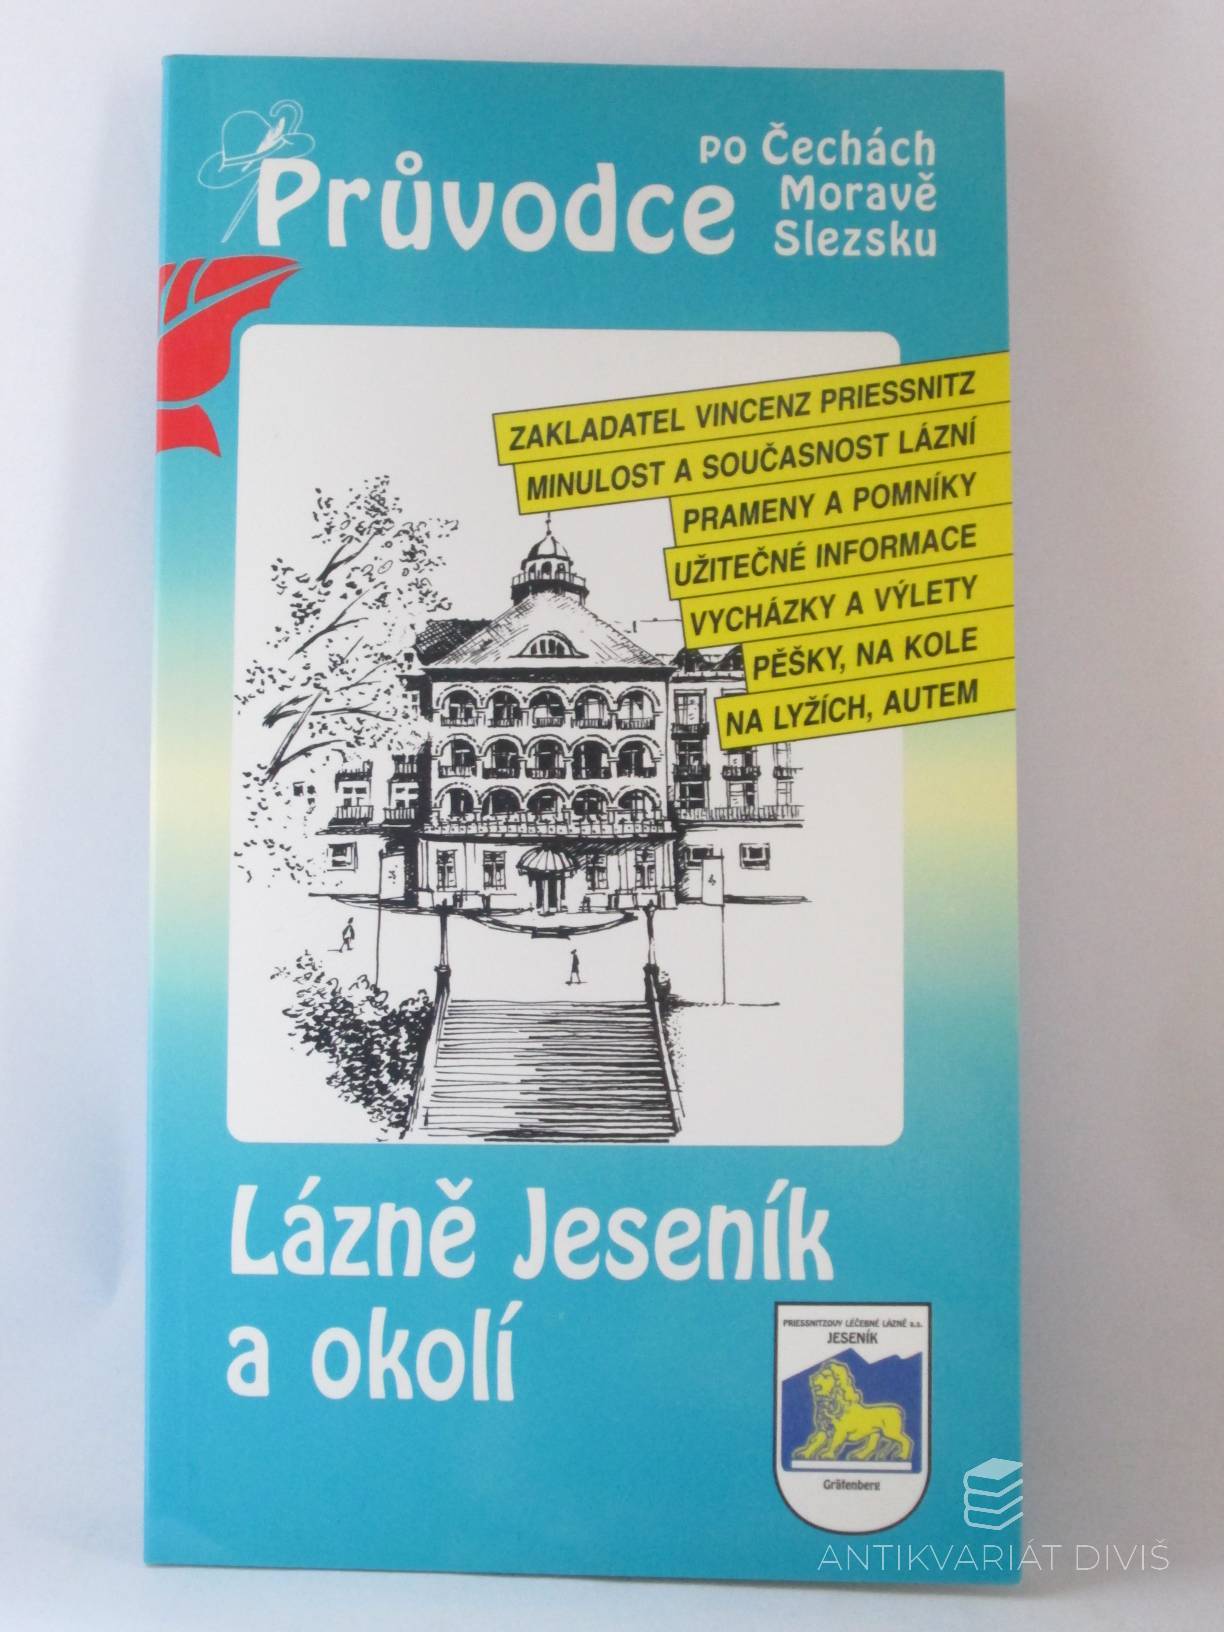 Průvodce
po Čechách
Moravě
Slezsku
ZAKLADATEL VINCENZ PRIESSNITZ
MINULOST A SOUČASNOST LÁZNÍ
PRAMENY A POMNÍKY
UŽITEČNÉ INFORMACE
VYCHÁZKY A VÝLETY
PĚŠKY, NA KOLE
NA LYŽÍCH, AUTEM
Lázně Jeseník
a okolí
PRIESSNITZOVY LÉČEBNÉ LÁZNĚ a.s.
JESENÍK
Gräfenberg
ANTIKVARIÁT DIVIŠ